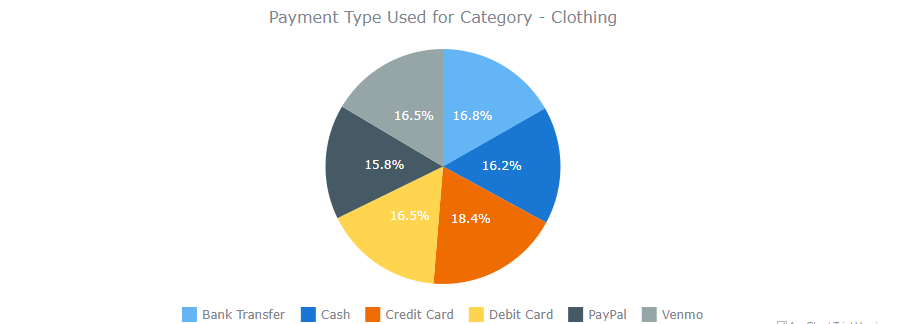 Payment Type Used for Category - Clothing
16.5% 16.8%
15.8% 16.2%
16.5% 18.4%
Bank Transfer Cash Credit Card Debit Card PayPal Venmo